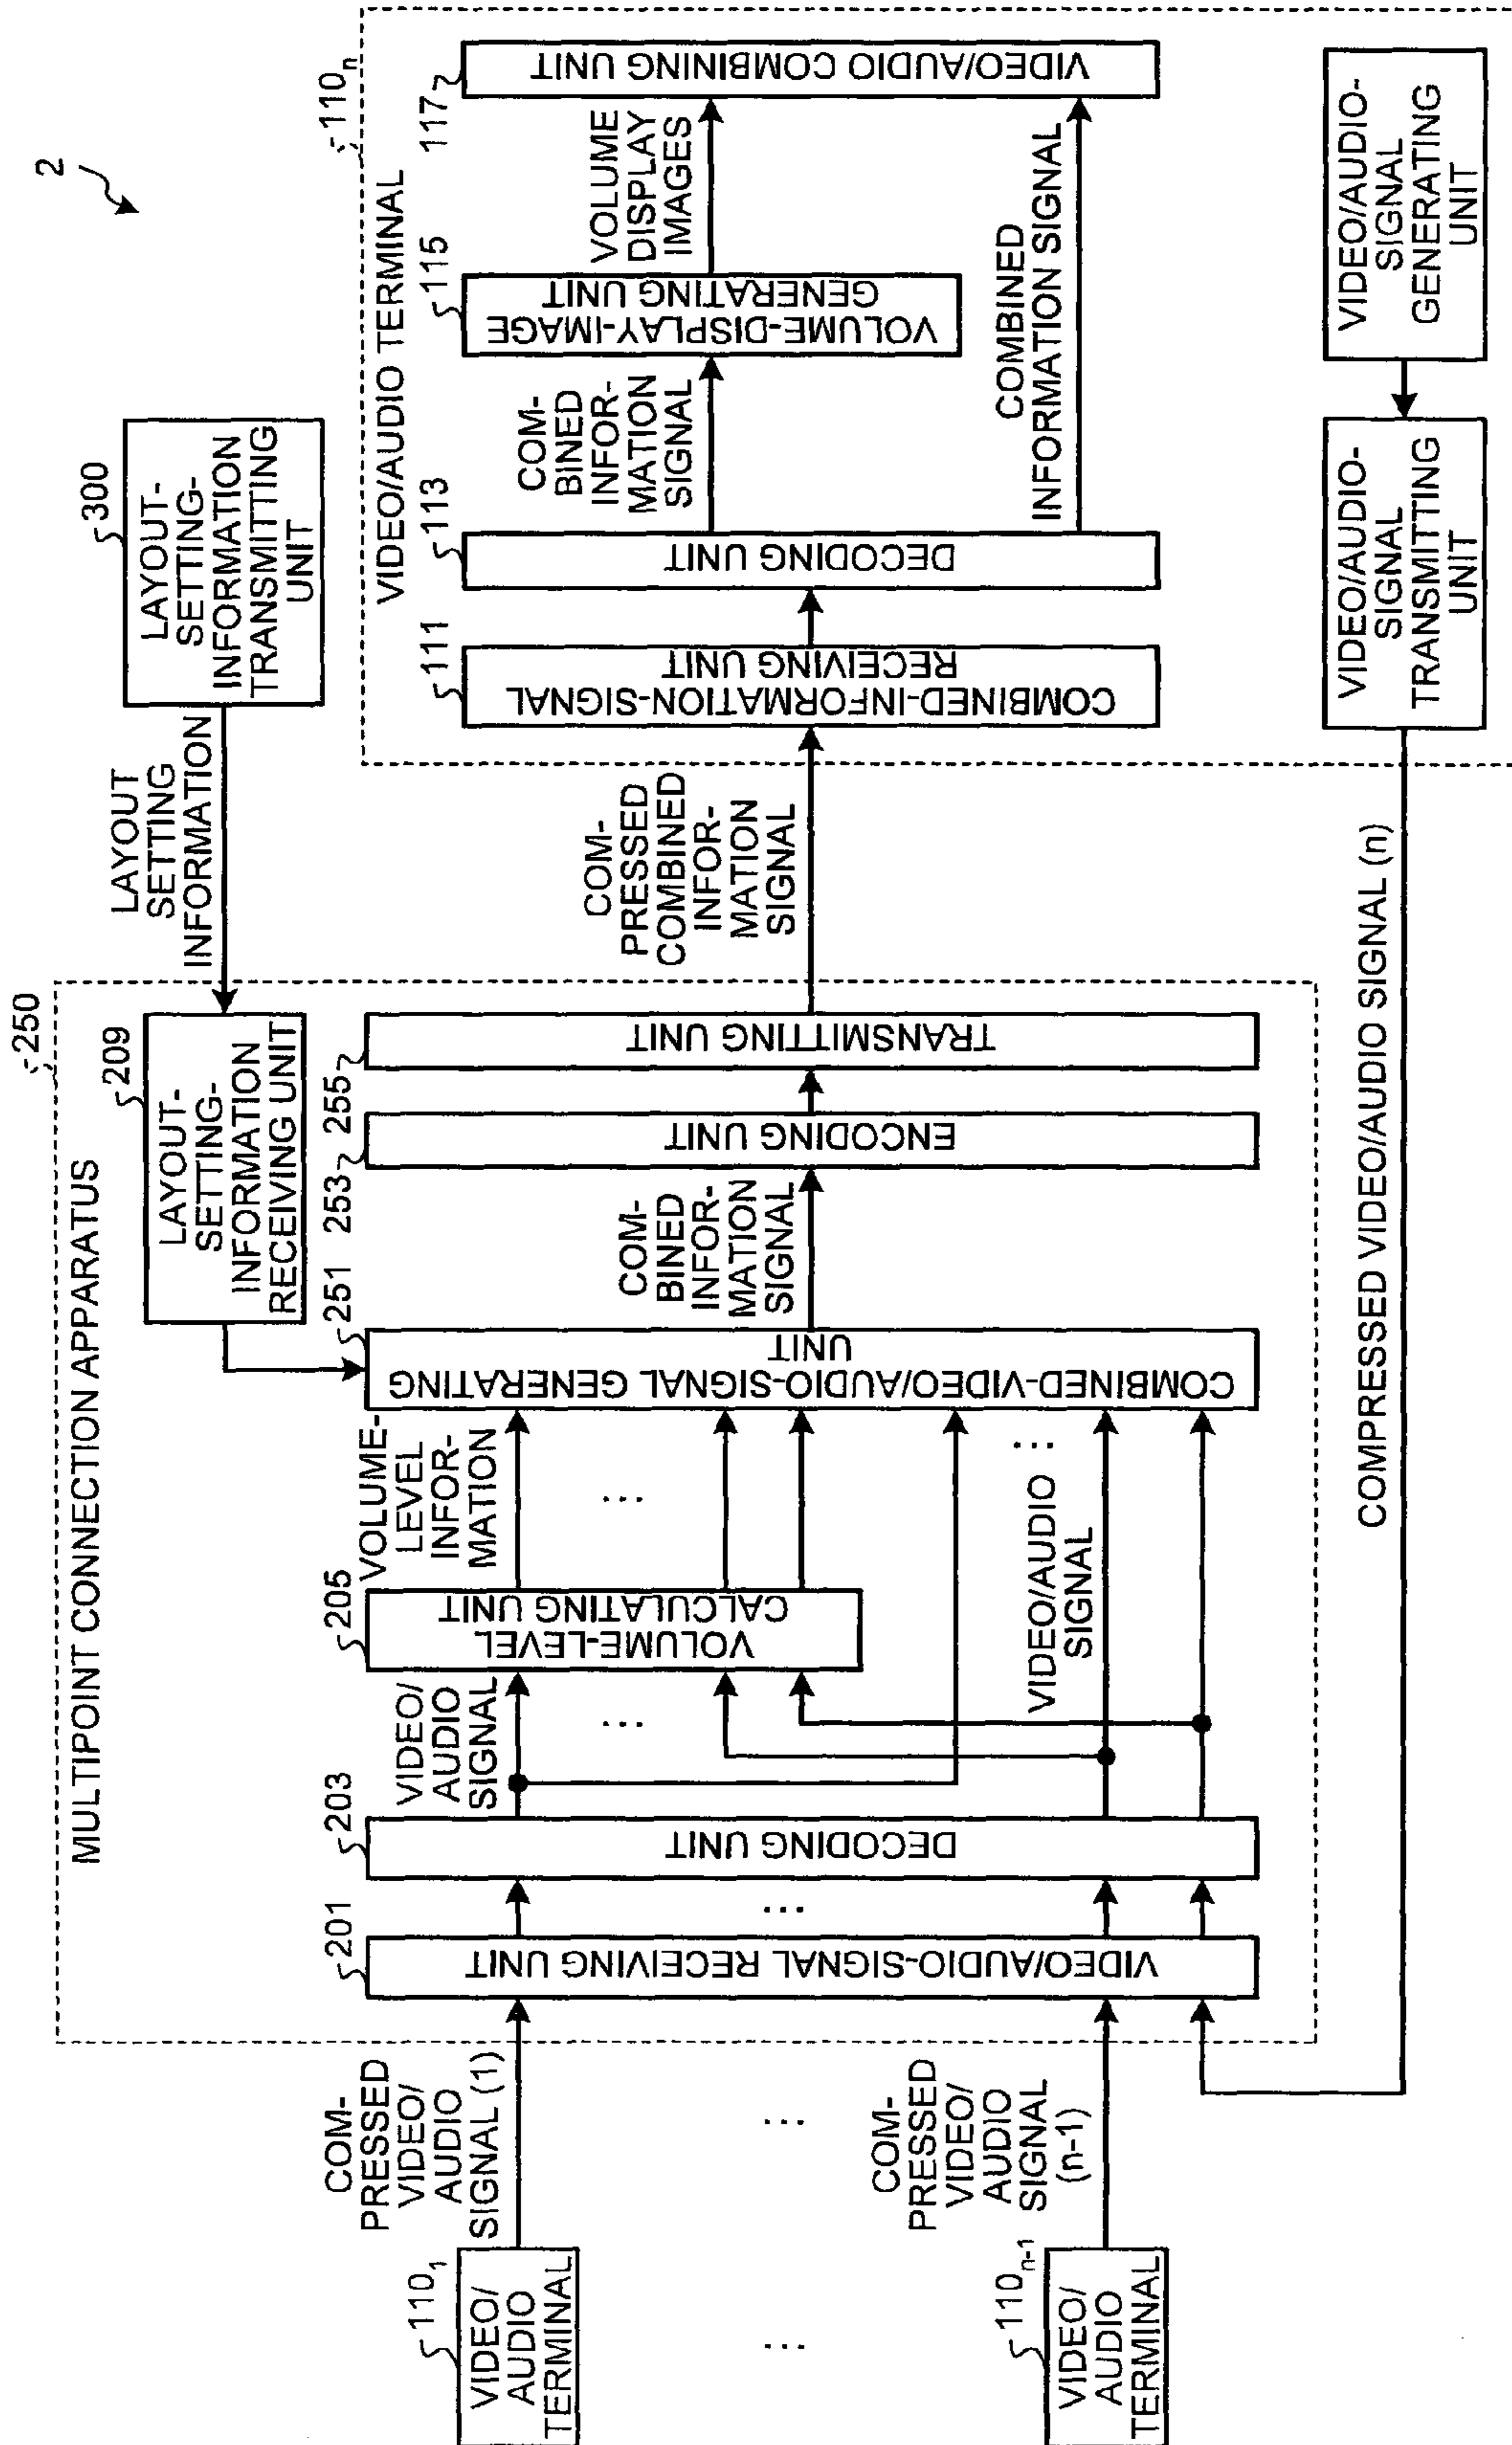 2
250
MULTIPOINT CONNECTION APPARATUS
209
LAYOUT-
SETTING-
INFORMATION
RECEIVING UNIT
LAYOUT
SETTING
INFORMATION
300
LAYOUT-
SETTING-
INFORMATION
TRANSMITTING
UNIT
110₁
VIDEO/
AUDIO
TERMINAL
COM-
PRESSED
VIDEO/
AUDIO
SIGNAL (1)
...
...
110ₙ₋₁
VIDEO/
AUDIO
TERMINAL
COM-
PRESSED
VIDEO/
AUDIO
SIGNAL
(n-1)
201
VIDEO/AUDIO-SIGNAL RECEIVING UNIT
...
203
DECODING UNIT
VIDEO/
AUDIO
SIGNAL
...
205
VOLUME-LEVEL
CALCULATING UNIT
VOLUME-
LEVEL
INFOR-
MATION
...
VIDEO/AUDIO
SIGNAL
...
251
COMBINED-VIDEO/AUDIO-SIGNAL GENERATING
UNIT
COM-
BINED
INFOR-
MATION
SIGNAL
253
ENCODING UNIT
255
TRANSMITTING UNIT
COM-
PRESSED
COMBINED
INFOR-
MATION
SIGNAL
110ₙ
VIDEO/AUDIO TERMINAL
111
COMBINED-INFORMATION-SIGNAL
RECEIVING UNIT
113
DECODING UNIT
COM-
BINED
INFOR-
MATION
SIGNAL
115
VOLUME-DISPLAY-IMAGE
GENERATING UNIT
VOLUME
DISPLAY
IMAGES
COMBINED
INFORMATION SIGNAL
117
VIDEO/AUDIO COMBINING UNIT
VIDEO/AUDIO-
SIGNAL
TRANSMITTING
UNIT
VIDEO/AUDIO-
SIGNAL
GENERATING
UNIT
COMPRESSED VIDEO/AUDIO SIGNAL (n)